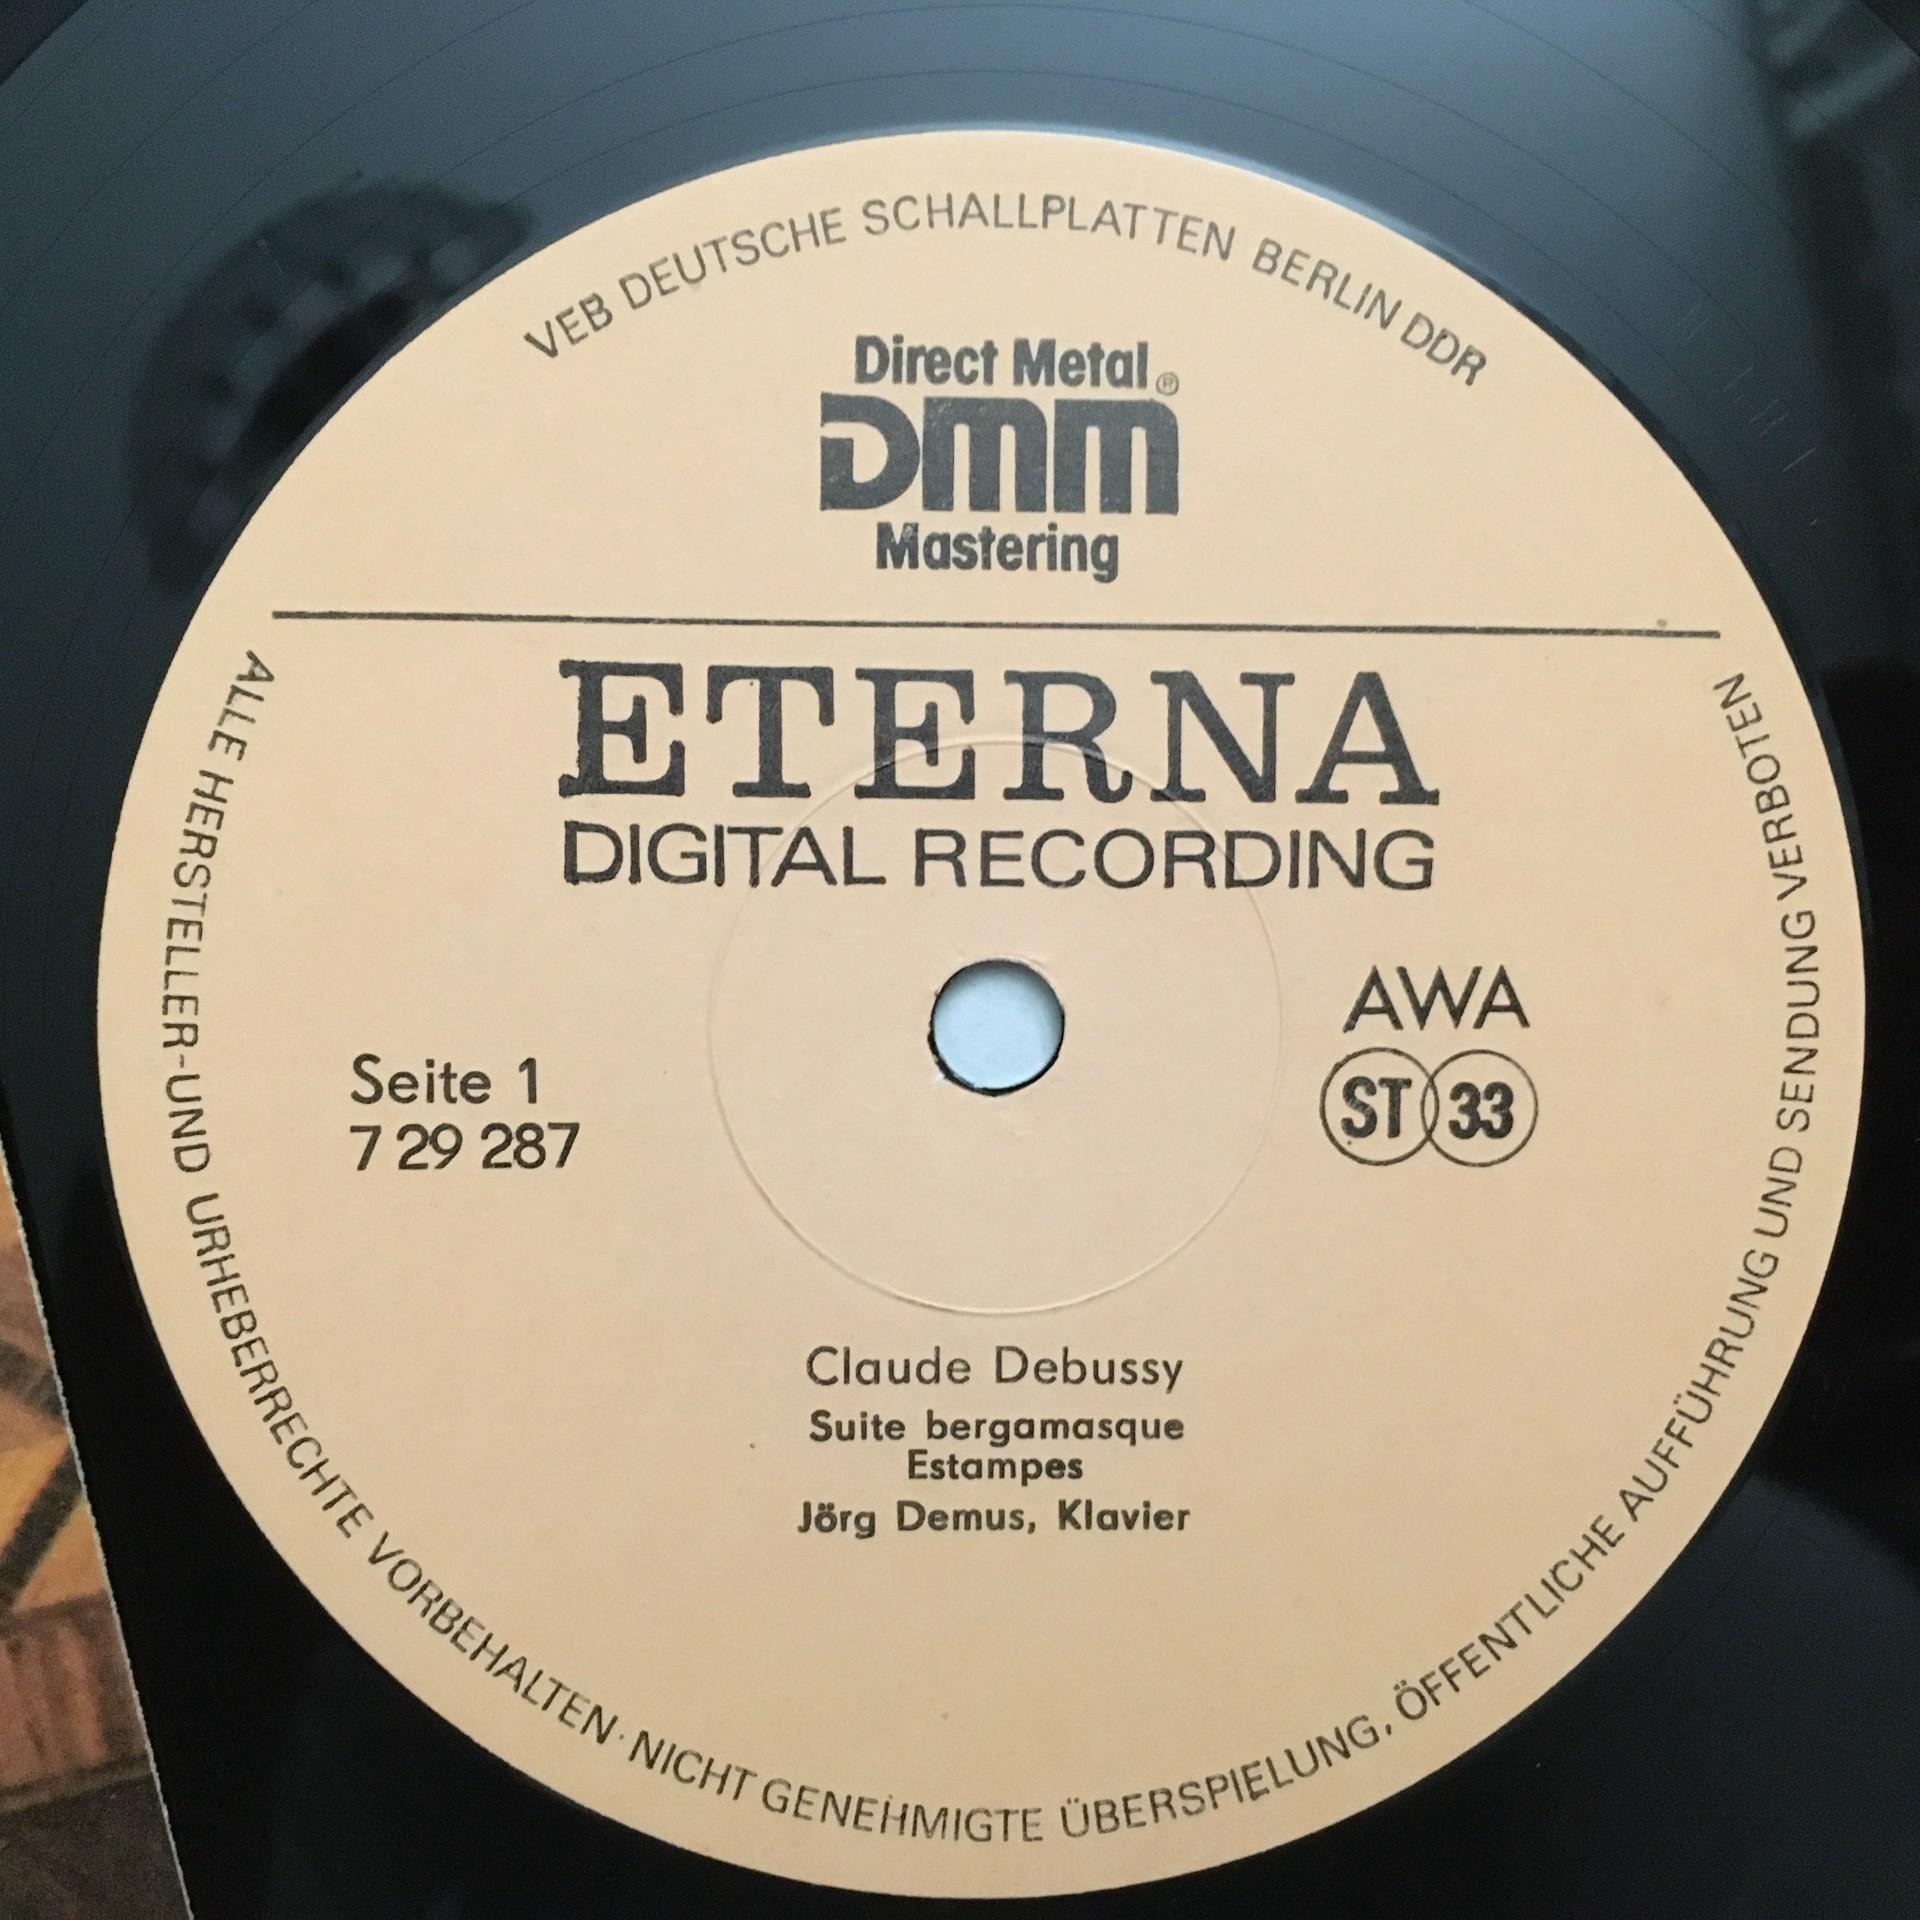 VEB DEUTSCHE SCHALLPLATTEN BERLIN DDR
Direct Metal ®
DMM
Mastering
ETERNA
DIGITAL RECORDING
AWA
Seite 1
ST 33
7 29 287
Claude Debussy
Suite bergamasque
Estampes
Jörg Demus, Klavier
ALLE HERSTELLER-UND URHEBERRECHTE VORBEHALTEN · NICHT GENEHMIGTE ÜBERSPIELUNG, ÖFFENTLICHE AUFFÜHRUNG UND SENDUNG VERBOTEN